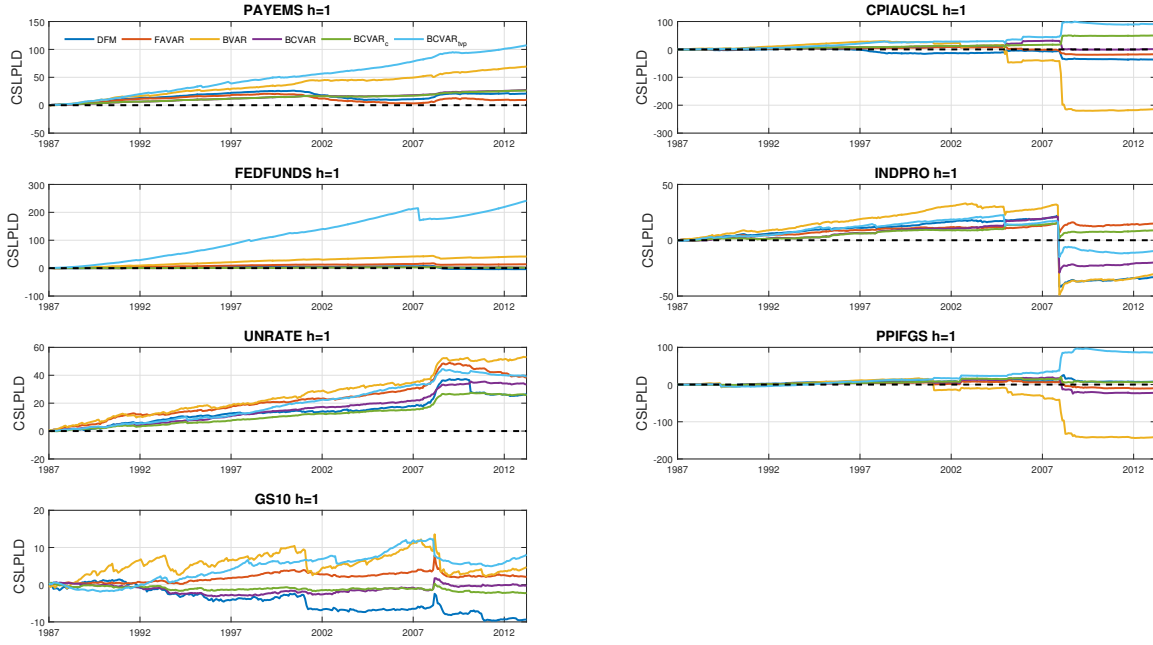 PAYEMS h=1
CSLPLD
150
100
50
0
-50
DFM FAVAR BVAR BCVAR BCVARc BCVARtvp
1987 1992 1997 2002 2007 2012
CPIAUCSL h=1
CSLPLD
100
0
-100
-200
-300
1987 1992 1997 2002 2007 2012
FEDFUNDS h=1
CSLPLD
300
200
100
0
-100
1987 1992 1997 2002 2007 2012
INDPRO h=1
CSLPLD
50
0
-50
1987 1992 1997 2002 2007 2012
UNRATE h=1
CSLPLD
60
40
20
0
-20
1987 1992 1997 2002 2007 2012
PPIFGS h=1
CSLPLD
100
0
-100
-200
1987 1992 1997 2002 2007 2012
GS10 h=1
CSLPLD
20
10
0
-10
1987 1992 1997 2002 2007 2012